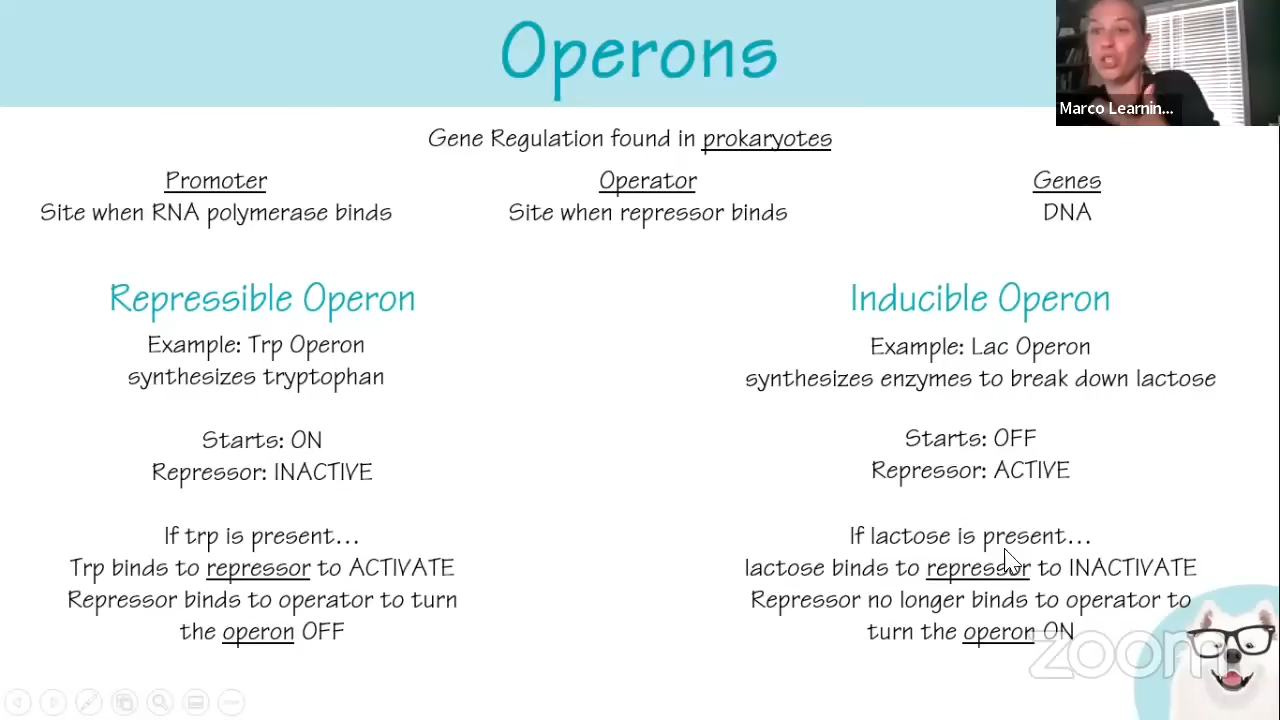 Operons
Marco Learnin...
Gene Regulation found in prokaryotes
Promoter
Site when RNA polymerase binds
Operator
Site when repressor binds
Genes
DNA
Repressible Operon
Example: Trp Operon
synthesizes tryptophan
Starts: ON
Repressor: INACTIVE
If trp is present...
Trp binds to repressor to ACTIVATE
Repressor binds to operator to turn
the operon OFF
Inducible Operon
Example: Lac Operon
synthesizes enzymes to break down lactose
Starts: OFF
Repressor: ACTIVE
If lactose is present...
lactose binds to repressor to INACTIVATE
Repressor no longer binds to operator to
turn the operon ON
zoom